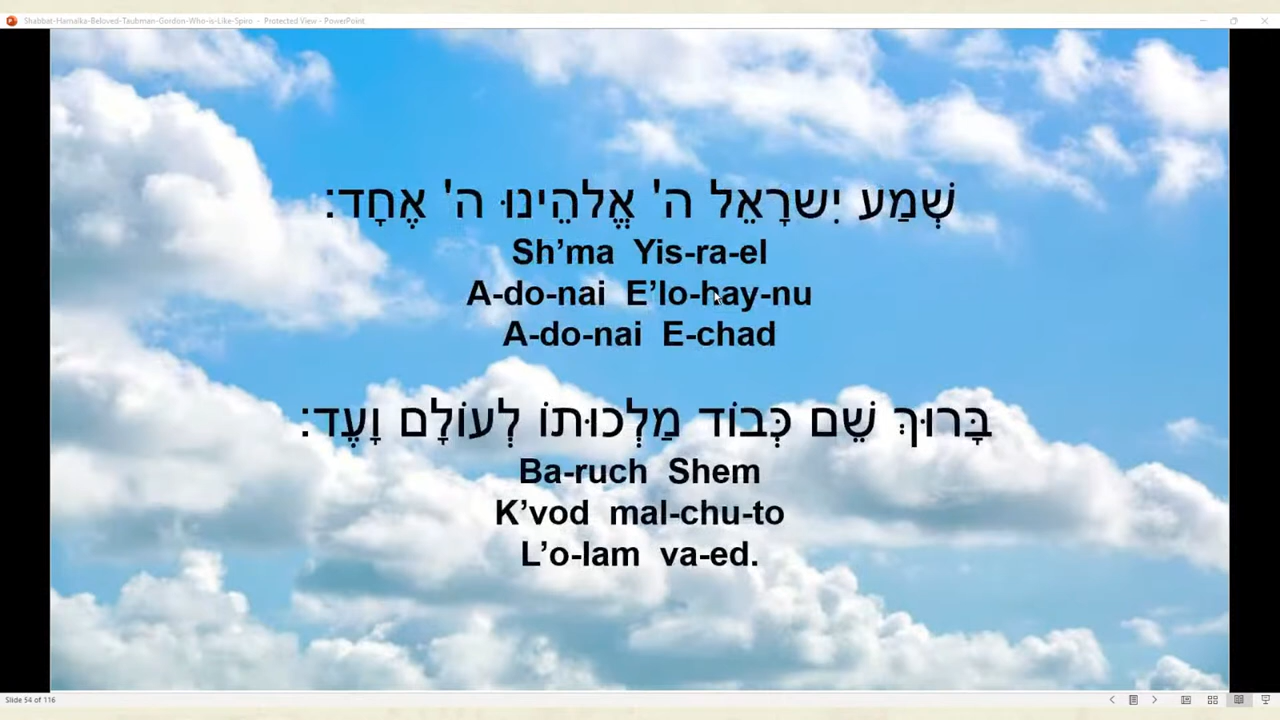 Shabbat-Hamalka-Beloved-Taubman-Gordon-Who-is-Like-Spiro - Protected View - PowerPoint
שְׁמַע יִשרָאֵל ה' אֱלֹהֵינוּ ה' אֶחָד:
Sh’ma Yis-ra-el
A-do-nai E’lo-hay-nu
A-do-nai E-chad
בָּרוּךְ שֵׁם כְּבוֹד מַלְכוּתוֹ לְעוֹלָם וָעֶד:
Ba-ruch Shem
K’vod mal-chu-to
L’o-lam va-ed.
Slide 54 of 116